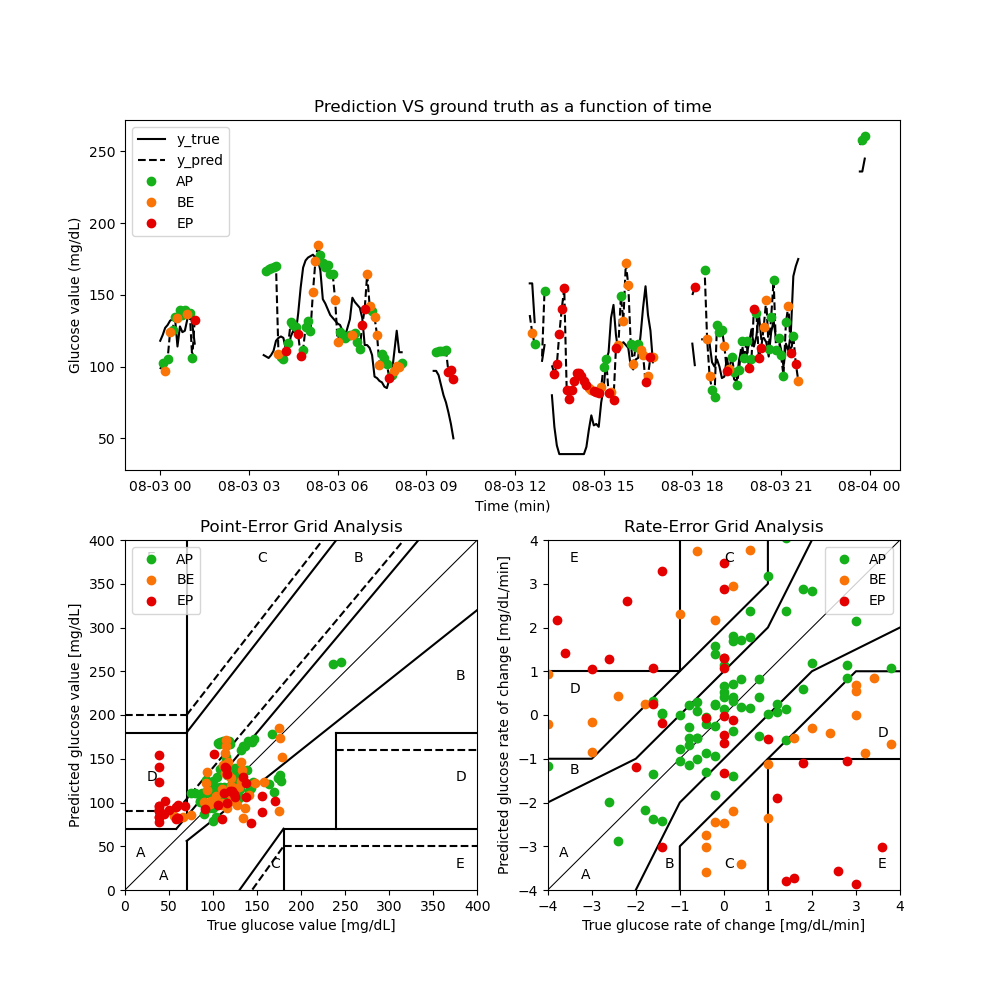 Prediction VS ground truth as a function of time
Glucose value (mg/dL)
250
200
150
100
50
y_true
y_pred
AP
BE
EP
08-03 00 08-03 03 08-03 06 08-03 09 08-03 12 08-03 15 08-03 18 08-03 21 08-04 00
Time (min)
Point-Error Grid Analysis
Predicted glucose value [mg/dL]
400
350
300
250
200
150
100
50
0
AP
BE
EP
C
B
A
D
D
A
A
C
E
0 50 100 150 200 250 300 350 400
True glucose value [mg/dL]
Rate-Error Grid Analysis
Predicted glucose rate of change [mg/dL/min]
4
3
2
1
0
−1
−2
−3
−4
E
C
AP
BE
EP
D
D
B
A
A
B
C
E
−4 −3 −2 −1 0 1 2 3 4
True glucose rate of change [mg/dL/min]